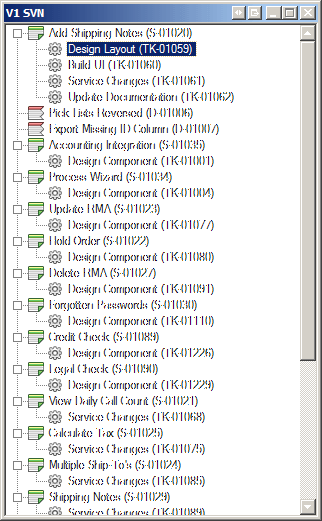 V1 SVN
Add Shipping Notes (S-01020)
Design Layout (TK-01059)
Build UI (TK-01060)
Service Changes (TK-01061)
Update Documentation (TK-01062)
Pick Lists Reversed (D-01006)
Export Missing ID Column (D-01007)
Accounting Integration (S-01035)
Design Component (TK-01001)
Process Wizard (S-01034)
Design Component (TK-01004)
Update RMA (S-01023)
Design Component (TK-01077)
Hold Order (S-01022)
Design Component (TK-01080)
Delete RMA (S-01027)
Design Component (TK-01091)
Forgotten Passwords (S-01030)
Design Component (TK-01110)
Credit Check (S-01089)
Design Component (TK-01226)
Legal Check (S-01090)
Design Component (TK-01229)
View Daily Call Count (S-01021)
Service Changes (TK-01068)
Calculate Tax (S-01025)
Service Changes (TK-01075)
Multiple Ship-To's (S-01024)
Service Changes (TK-01085)
Shipping Notes (S-01029)
Service Changes (TK-01089)